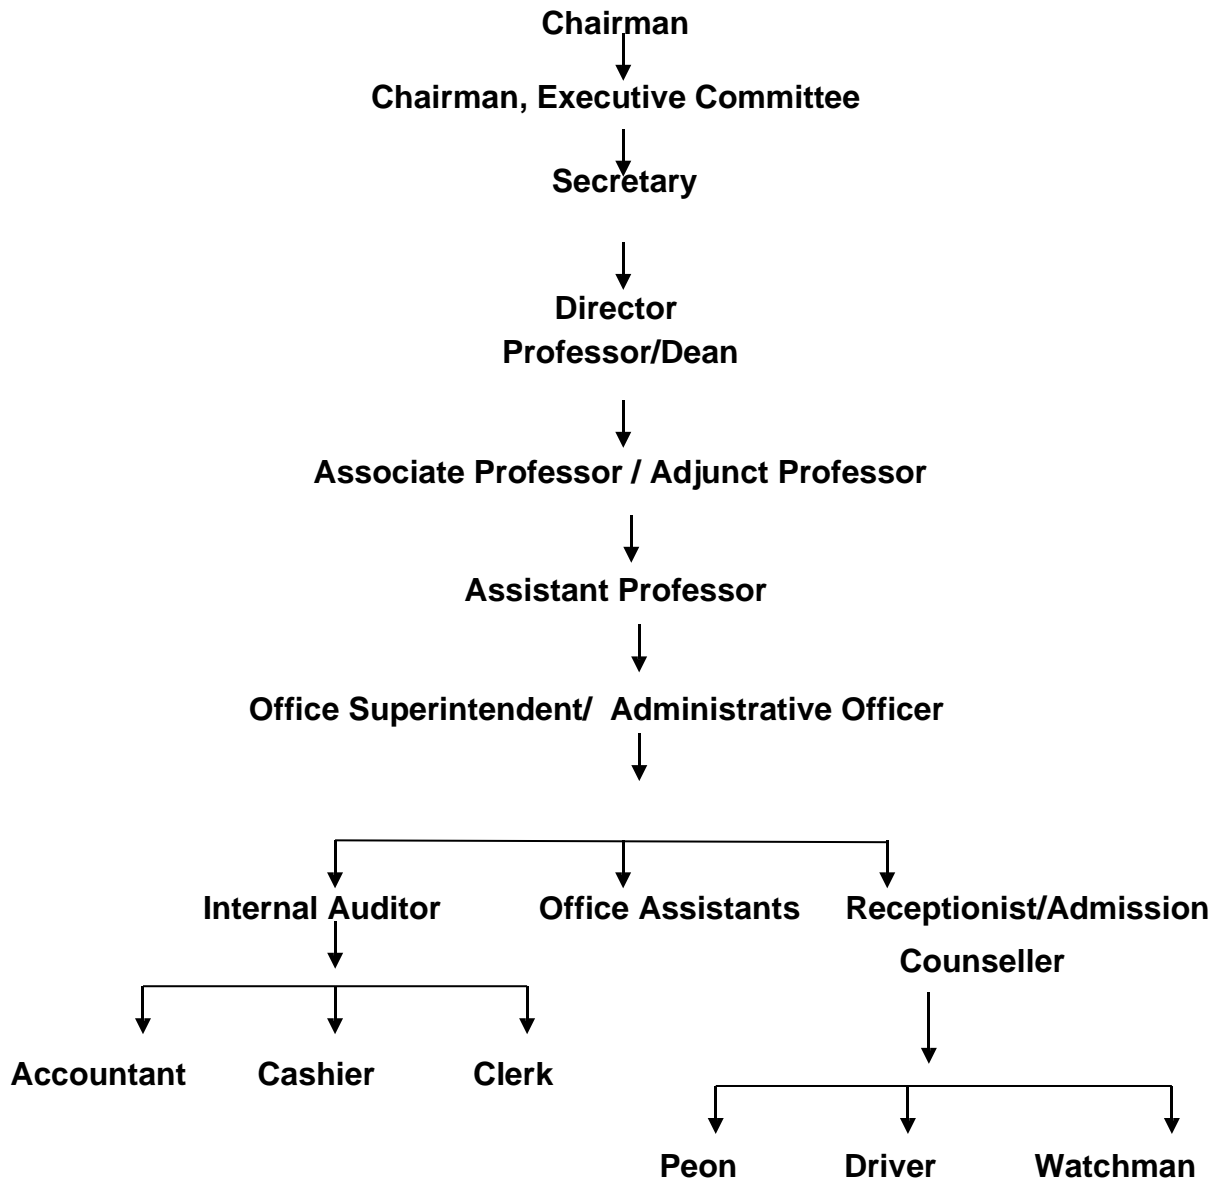 Chairman
Chairman, Executive Committee
Secretary
Director
Professor/Dean
Associate Professor / Adjunct Professor
Assistant Professor
Office Superintendent/ Administrative Officer
Internal Auditor Office Assistants Receptionist/Admission
Counseller
Accountant Cashier Clerk
Peon Driver Watchman